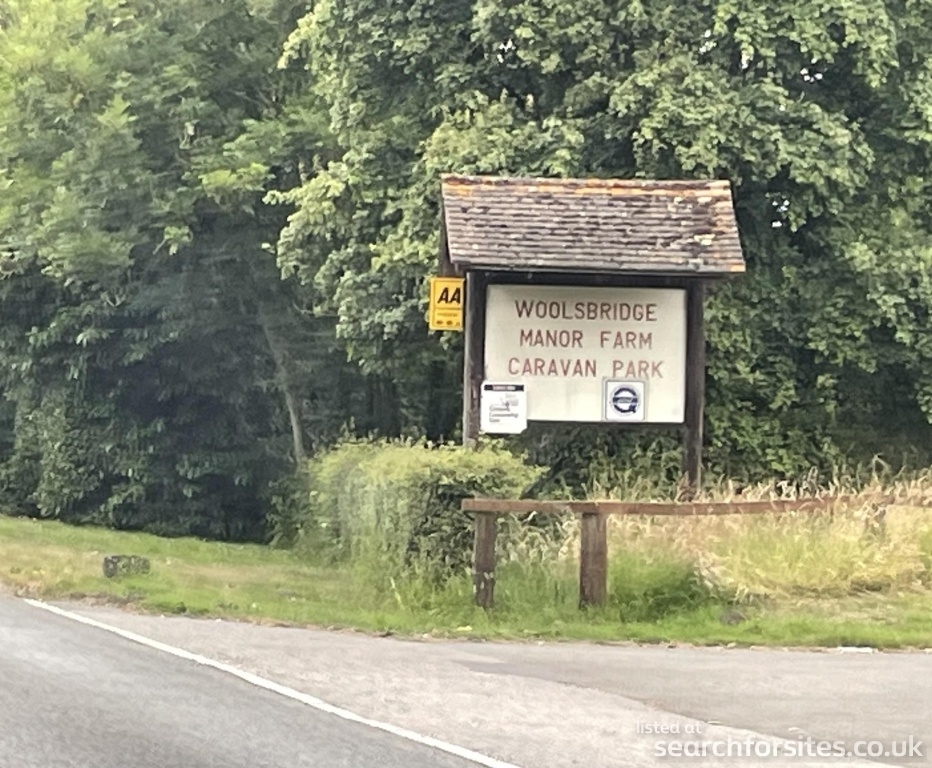 AA
WOOLSBRIDGE
MANOR FARM
CARAVAN PARK
listed at
searchforsites.co.uk